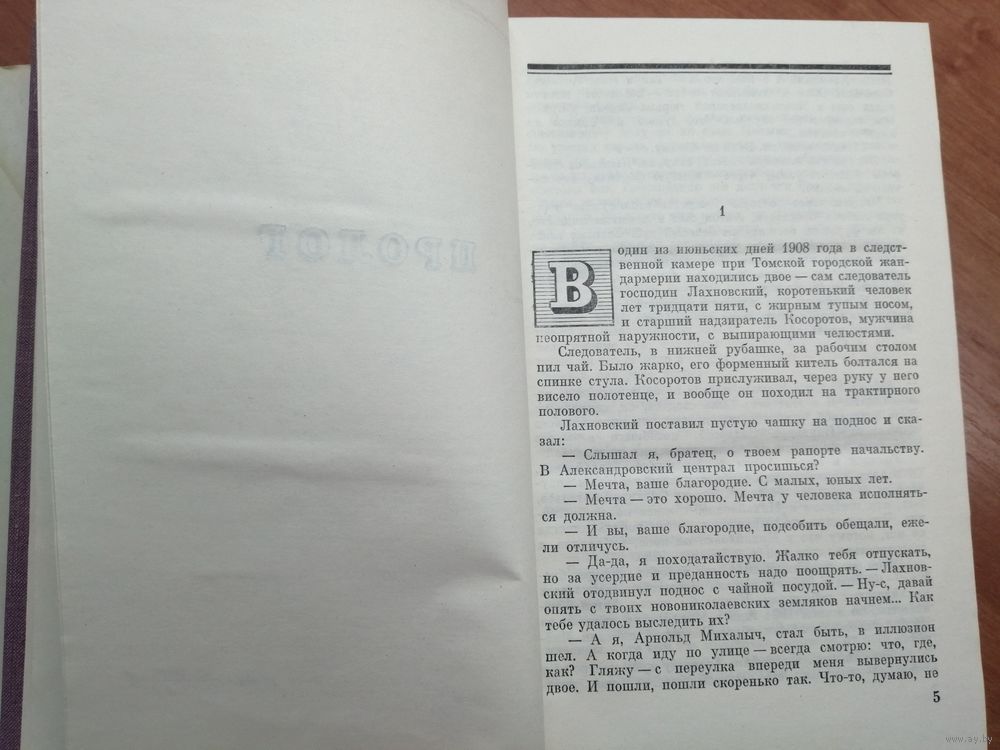 ПРОЛОГ
1
В один из июньских дней 1908 года в следст-
венной камере при Томской городской жан-
дармерии находились двое — сам следователь
господин Лахновский, коротенький человек
лет тридцати пяти, с жирным тупым носом,
и старший надзиратель Косоротов, мужчина
неопрятной наружности, с выпирающими челюстями.
Следователь, в нижней рубашке, за рабочим столом
пил чай. Было жарко, его форменный китель болтался на
спинке стула. Косоротов прислуживал, через руку у него
висело полотенце, и вообще он походил на трактирного
полового.
Лахновский поставил пустую чашку на поднос и ска-
зал:
— Слышал я, братец, о твоем рапорте начальству.
В Александровский централ просишься?
— Мечта, ваше благородие. С малых, юных лет.
— Мечта — это хорошо. Мечта у человека исполнять-
ся должна.
— И вы, ваше благородие, подсобить обещали, еже-
ли отличусь.
— Да-да, я походатайствую. Жалко тебя отпускать,
но за усердие и преданность надо поощрять. — Лахнов-
ский отодвинул поднос с чайной посудой. — Ну-с, давай
опять с твоих новониколаевских земляков начнем... Как
тебе удалось выследить их?
— А я, Арнольд Михалыч, стал быть, в иллюзион
шел. А когда иду по улице — всегда смотрю: что, где,
как? Гляжу — с переулка впереди меня вывернулись
двое. И пошли, пошли скоренько так. Что-то, думаю, не
5
www.ay.by